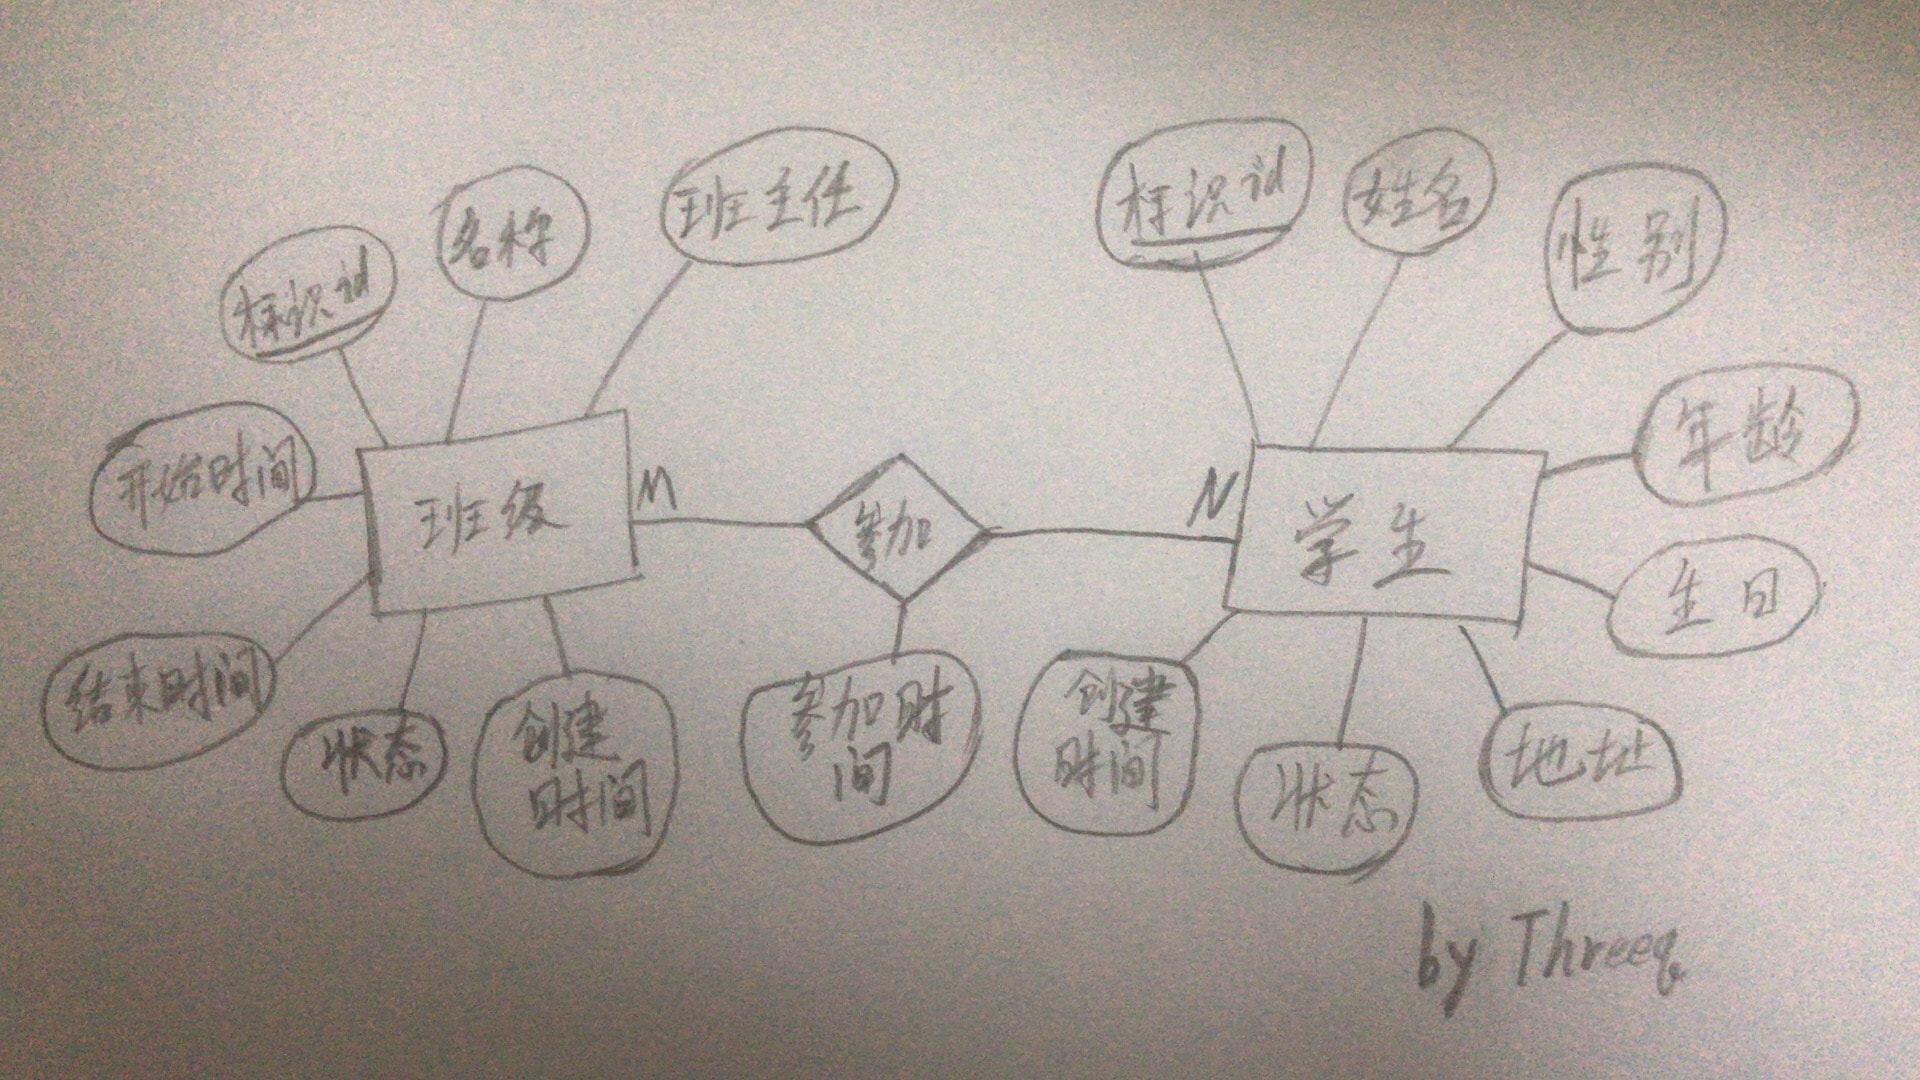 班主任
标识id
姓名
名称
性别
标识id
年龄
开始时间
班级
M
参加
N
学生
生日
结束时间
状态
创建
时间
参加时
间
创建
时间
状态
地址
by Threeq